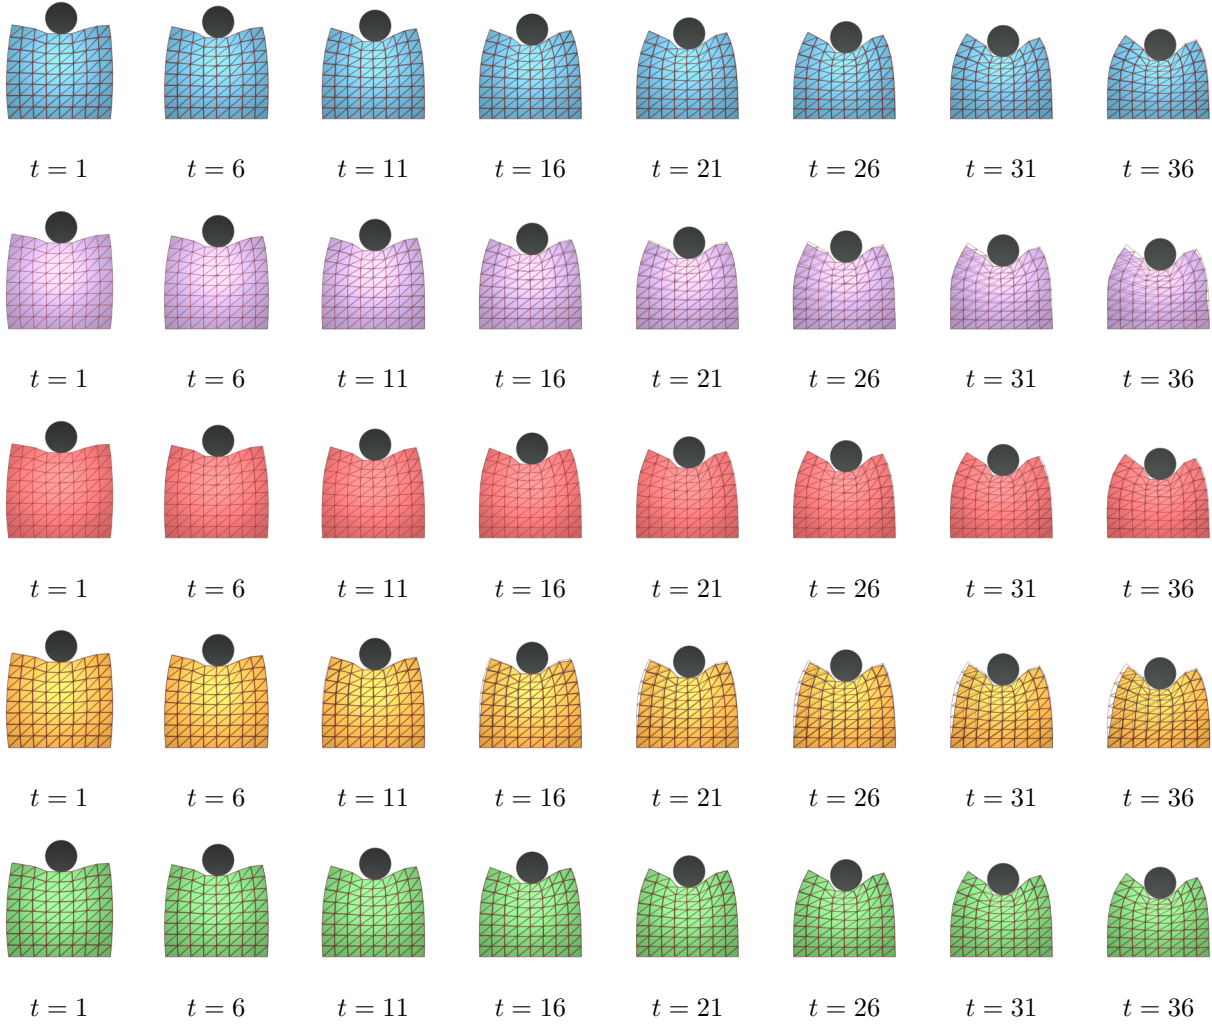 t = 1 t = 6 t = 11 t = 16 t = 21 t = 26 t = 31 t = 36
t = 1 t = 6 t = 11 t = 16 t = 21 t = 26 t = 31 t = 36
t = 1 t = 6 t = 11 t = 16 t = 21 t = 26 t = 31 t = 36
t = 1 t = 6 t = 11 t = 16 t = 21 t = 26 t = 31 t = 36
t = 1 t = 6 t = 11 t = 16 t = 21 t = 26 t = 31 t = 36